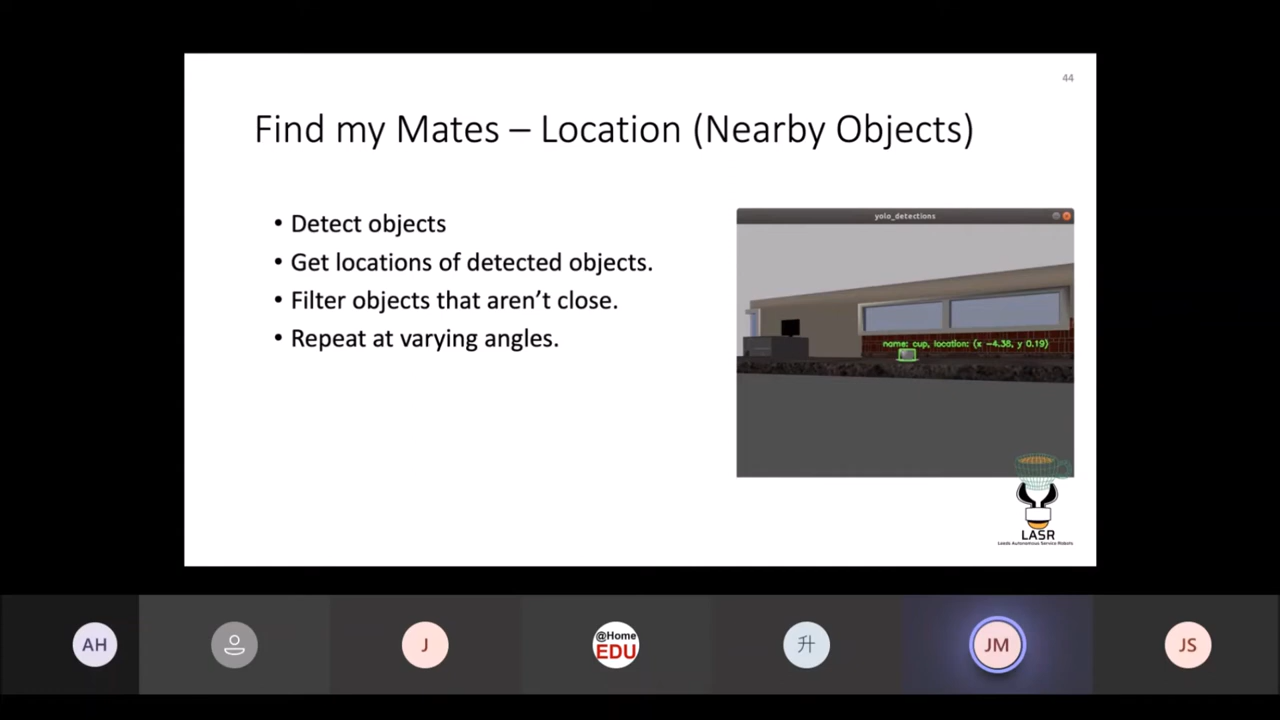 44
Find my Mates – Location (Nearby Objects)
• Detect objects
• Get locations of detected objects.
• Filter objects that aren’t close.
• Repeat at varying angles.
yolo_detections
name: cup, location: (x -4.38, y 0.19)
LASR
Leeds Autonomous Service Robots
AH
J
@Home
EDU
升
JM
JS